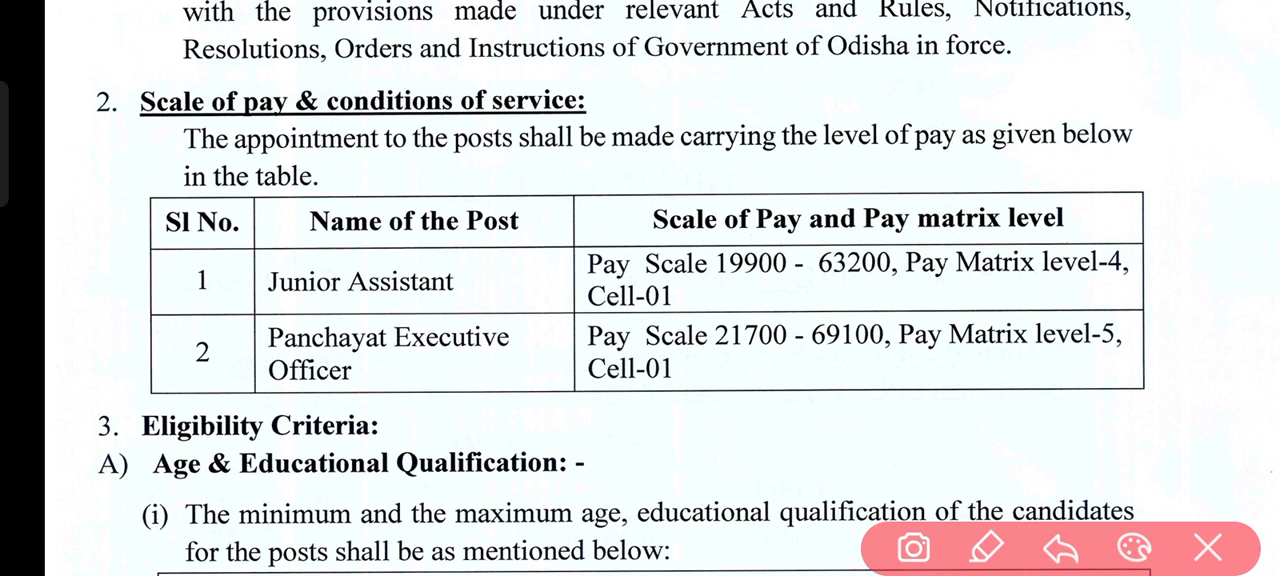 with the provisions made under relevant Acts and Rules, Notifications,
Resolutions, Orders and Instructions of Government of Odisha in force.
2. Scale of pay & conditions of service:
The appointment to the posts shall be made carrying the level of pay as given below
in the table.
Sl No. Name of the Post Scale of Pay and Pay matrix level
1 Junior Assistant Pay Scale 19900 - 63200, Pay Matrix level-4,
Cell-01
2 Panchayat Executive Officer Pay Scale 21700 - 69100, Pay Matrix level-5,
Cell-01
3. Eligibility Criteria:
A) Age & Educational Qualification: -
(i) The minimum and the maximum age, educational qualification of the candidates
for the posts shall be as mentioned below: